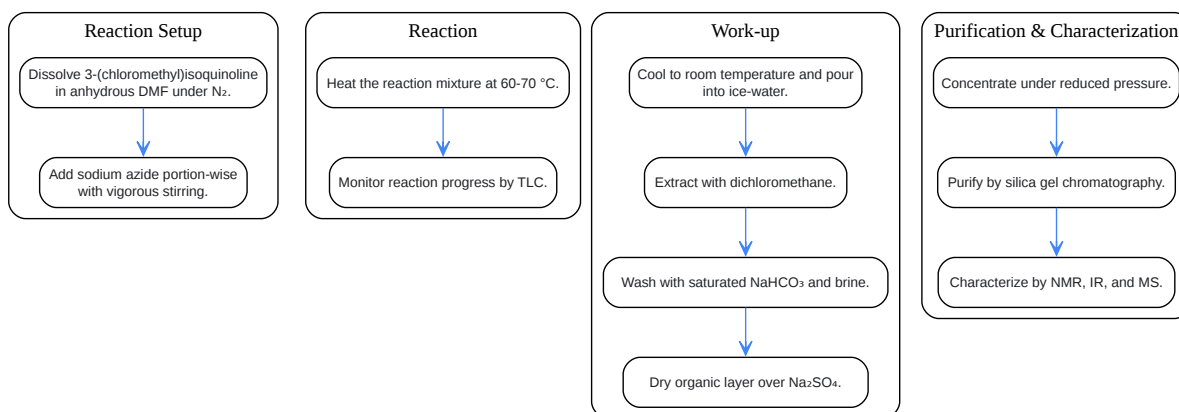 Reaction Setup
Dissolve 3-(chloromethyl)isoquinoline
in anhydrous DMF under N₂.
Add sodium azide portion-wise
with vigorous stirring.
Reaction
Heat the reaction mixture at 60-70 °C.
Monitor reaction progress by TLC.
Work-up
Cool to room temperature and pour
into ice-water.
Extract with dichloromethane.
Wash with saturated NaHCO₃ and brine.
Dry organic layer over Na₂SO₄.
Purification & Characterization
Concentrate under reduced pressure.
Purify by silica gel chromatography.
Characterize by NMR, IR, and MS.